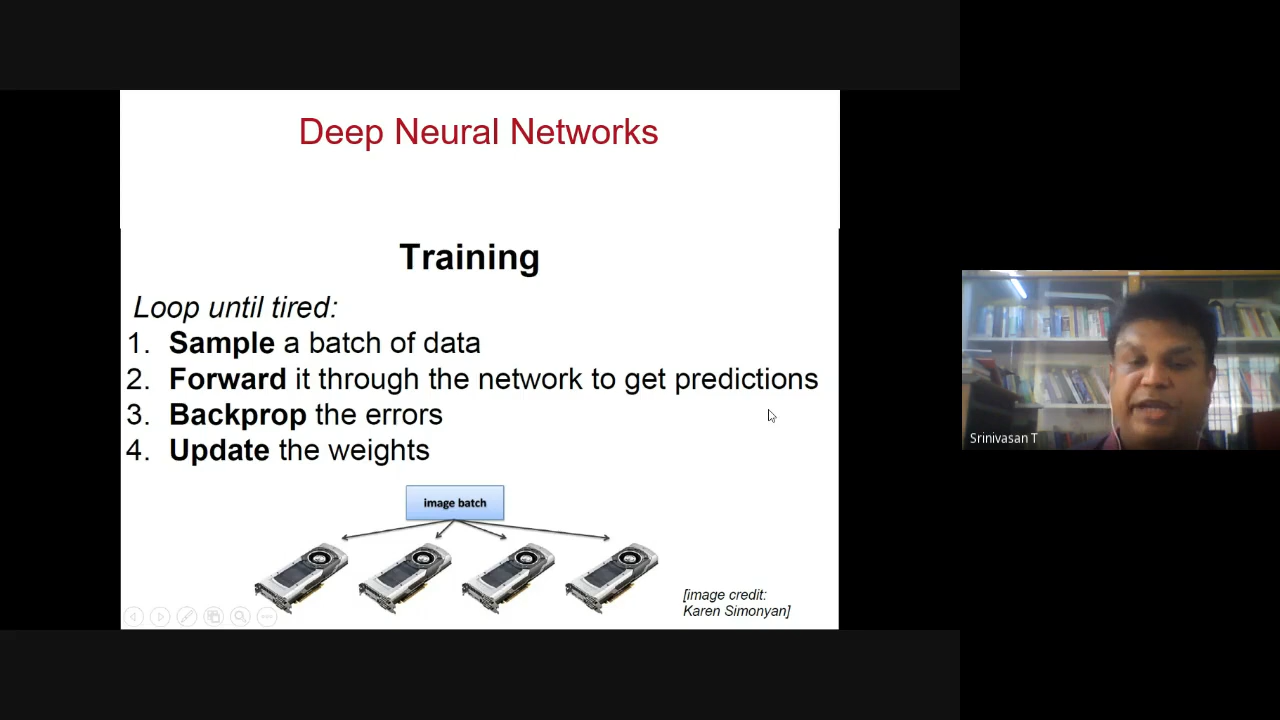 Deep Neural Networks
Training
Loop until tired:
1. Sample a batch of data
2. Forward it through the network to get predictions
3. Backprop the errors
4. Update the weights
image batch
[image credit:
Karen Simonyan]
Srinivasan T